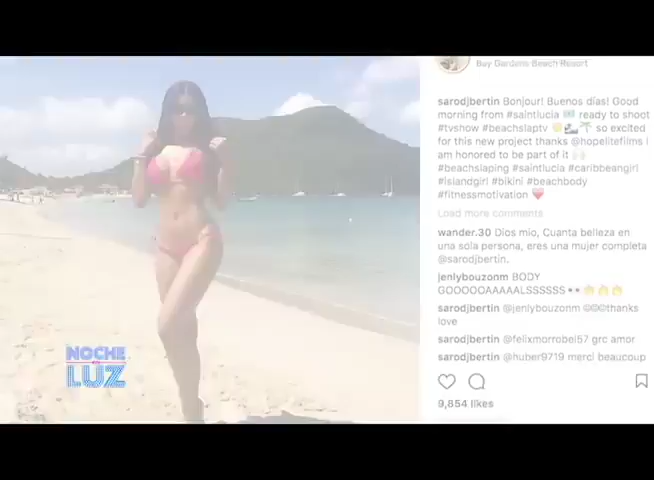 Bay Gardens Beach Resort
sarodjbertin Bonjour! Buenos días! Good
morning from #saintlucia 🇱🇨 ready to shoot
#tvshow #beachslaptv so excited
for this new project thanks @hopelitefilms I
am honored to be part of it 🙌
#beachslaping #saintlucia #caribbeangirl
#islandgirl #bikini #beachbody
#fitnessmotivation ❤️
Load more comments
wander.30 Dios mio, Cuanta belleza en
una sola persona, eres una mujer completa
@sarodjbertin.
jenlybouzonm BODY
GOOOOOAAAAALSSSSSS
sarodjbertin @jenlybouzonm thanks
love
sarodjbertin @felixmorrobel57 grc amor
sarodjbertin @huber9719 merci beaucoup
9,854 likes
NOCHE
LUZ